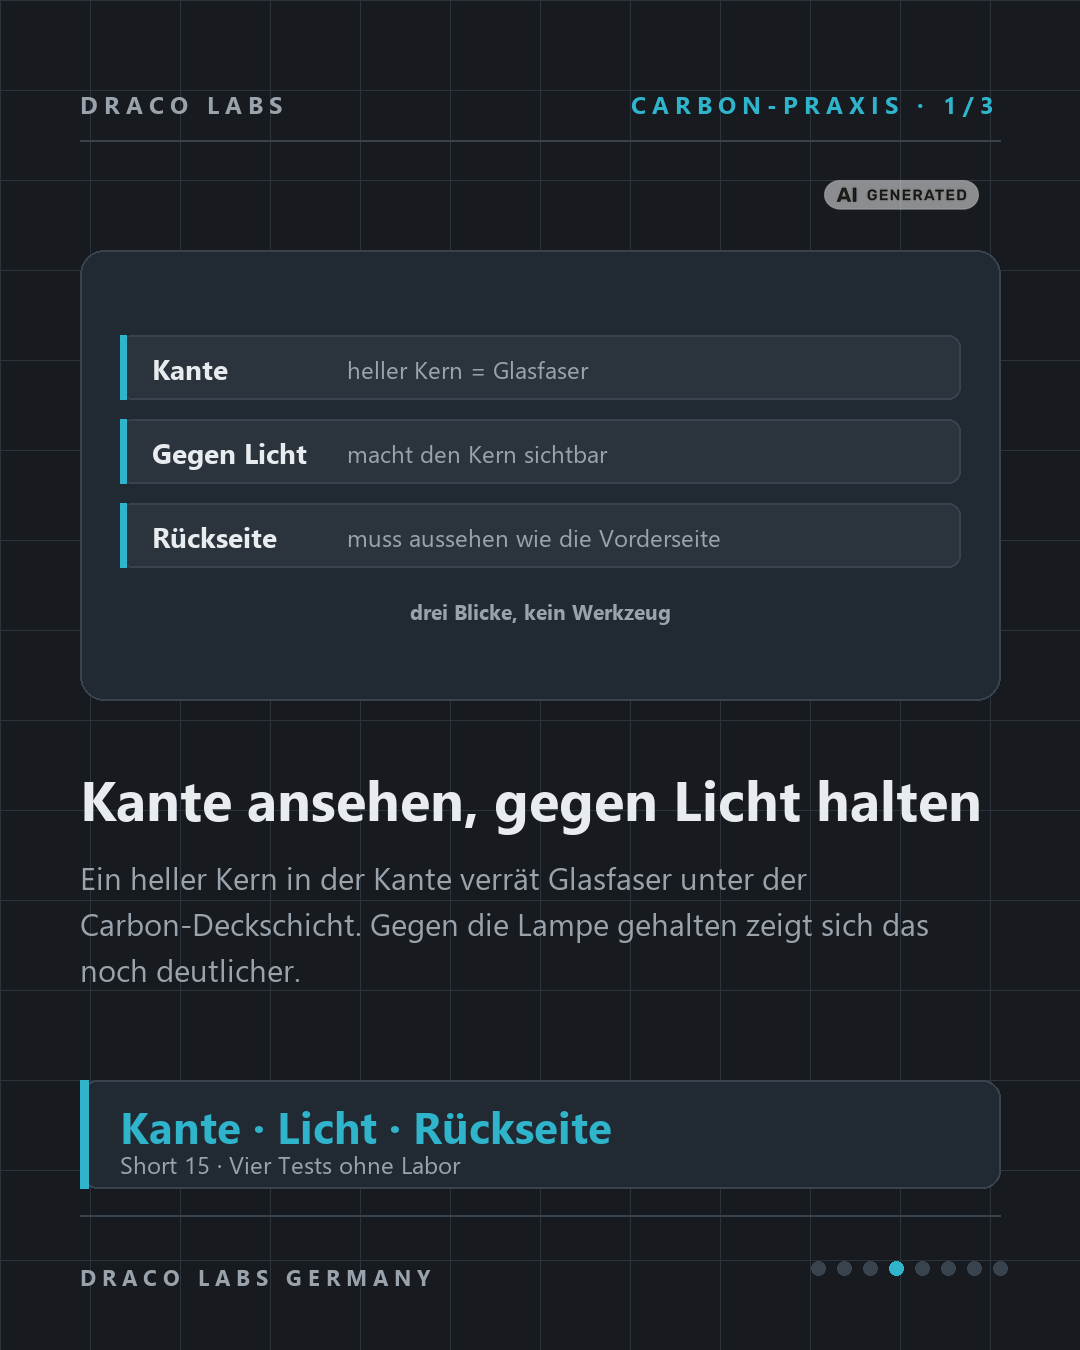 DRACO LABS
CARBON-PRAXIS · 1/3
AI GENERATED
Kante heller Kern = Glasfaser
Gegen Licht macht den Kern sichtbar
Rückseite muss aussehen wie die Vorderseite
drei Blicke, kein Werkzeug
Kante ansehen, gegen Licht halten
Ein heller Kern in der Kante verrät Glasfaser unter der
Carbon-Deckschicht. Gegen die Lampe gehalten zeigt sich das
noch deutlicher.
Kante · Licht · Rückseite
Short 15 · Vier Tests ohne Labor
DRACO LABS GERMANY